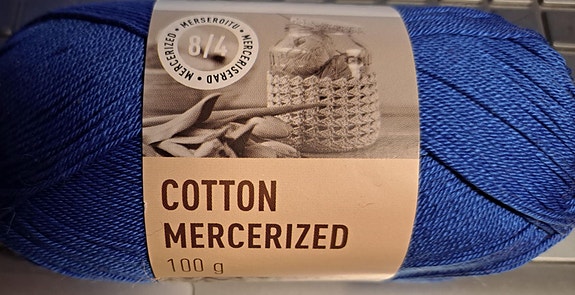 MERSEROITU • MERCERISERAD • MERCERIZED •
8/4
COTTON
MERCERIZED
100 g